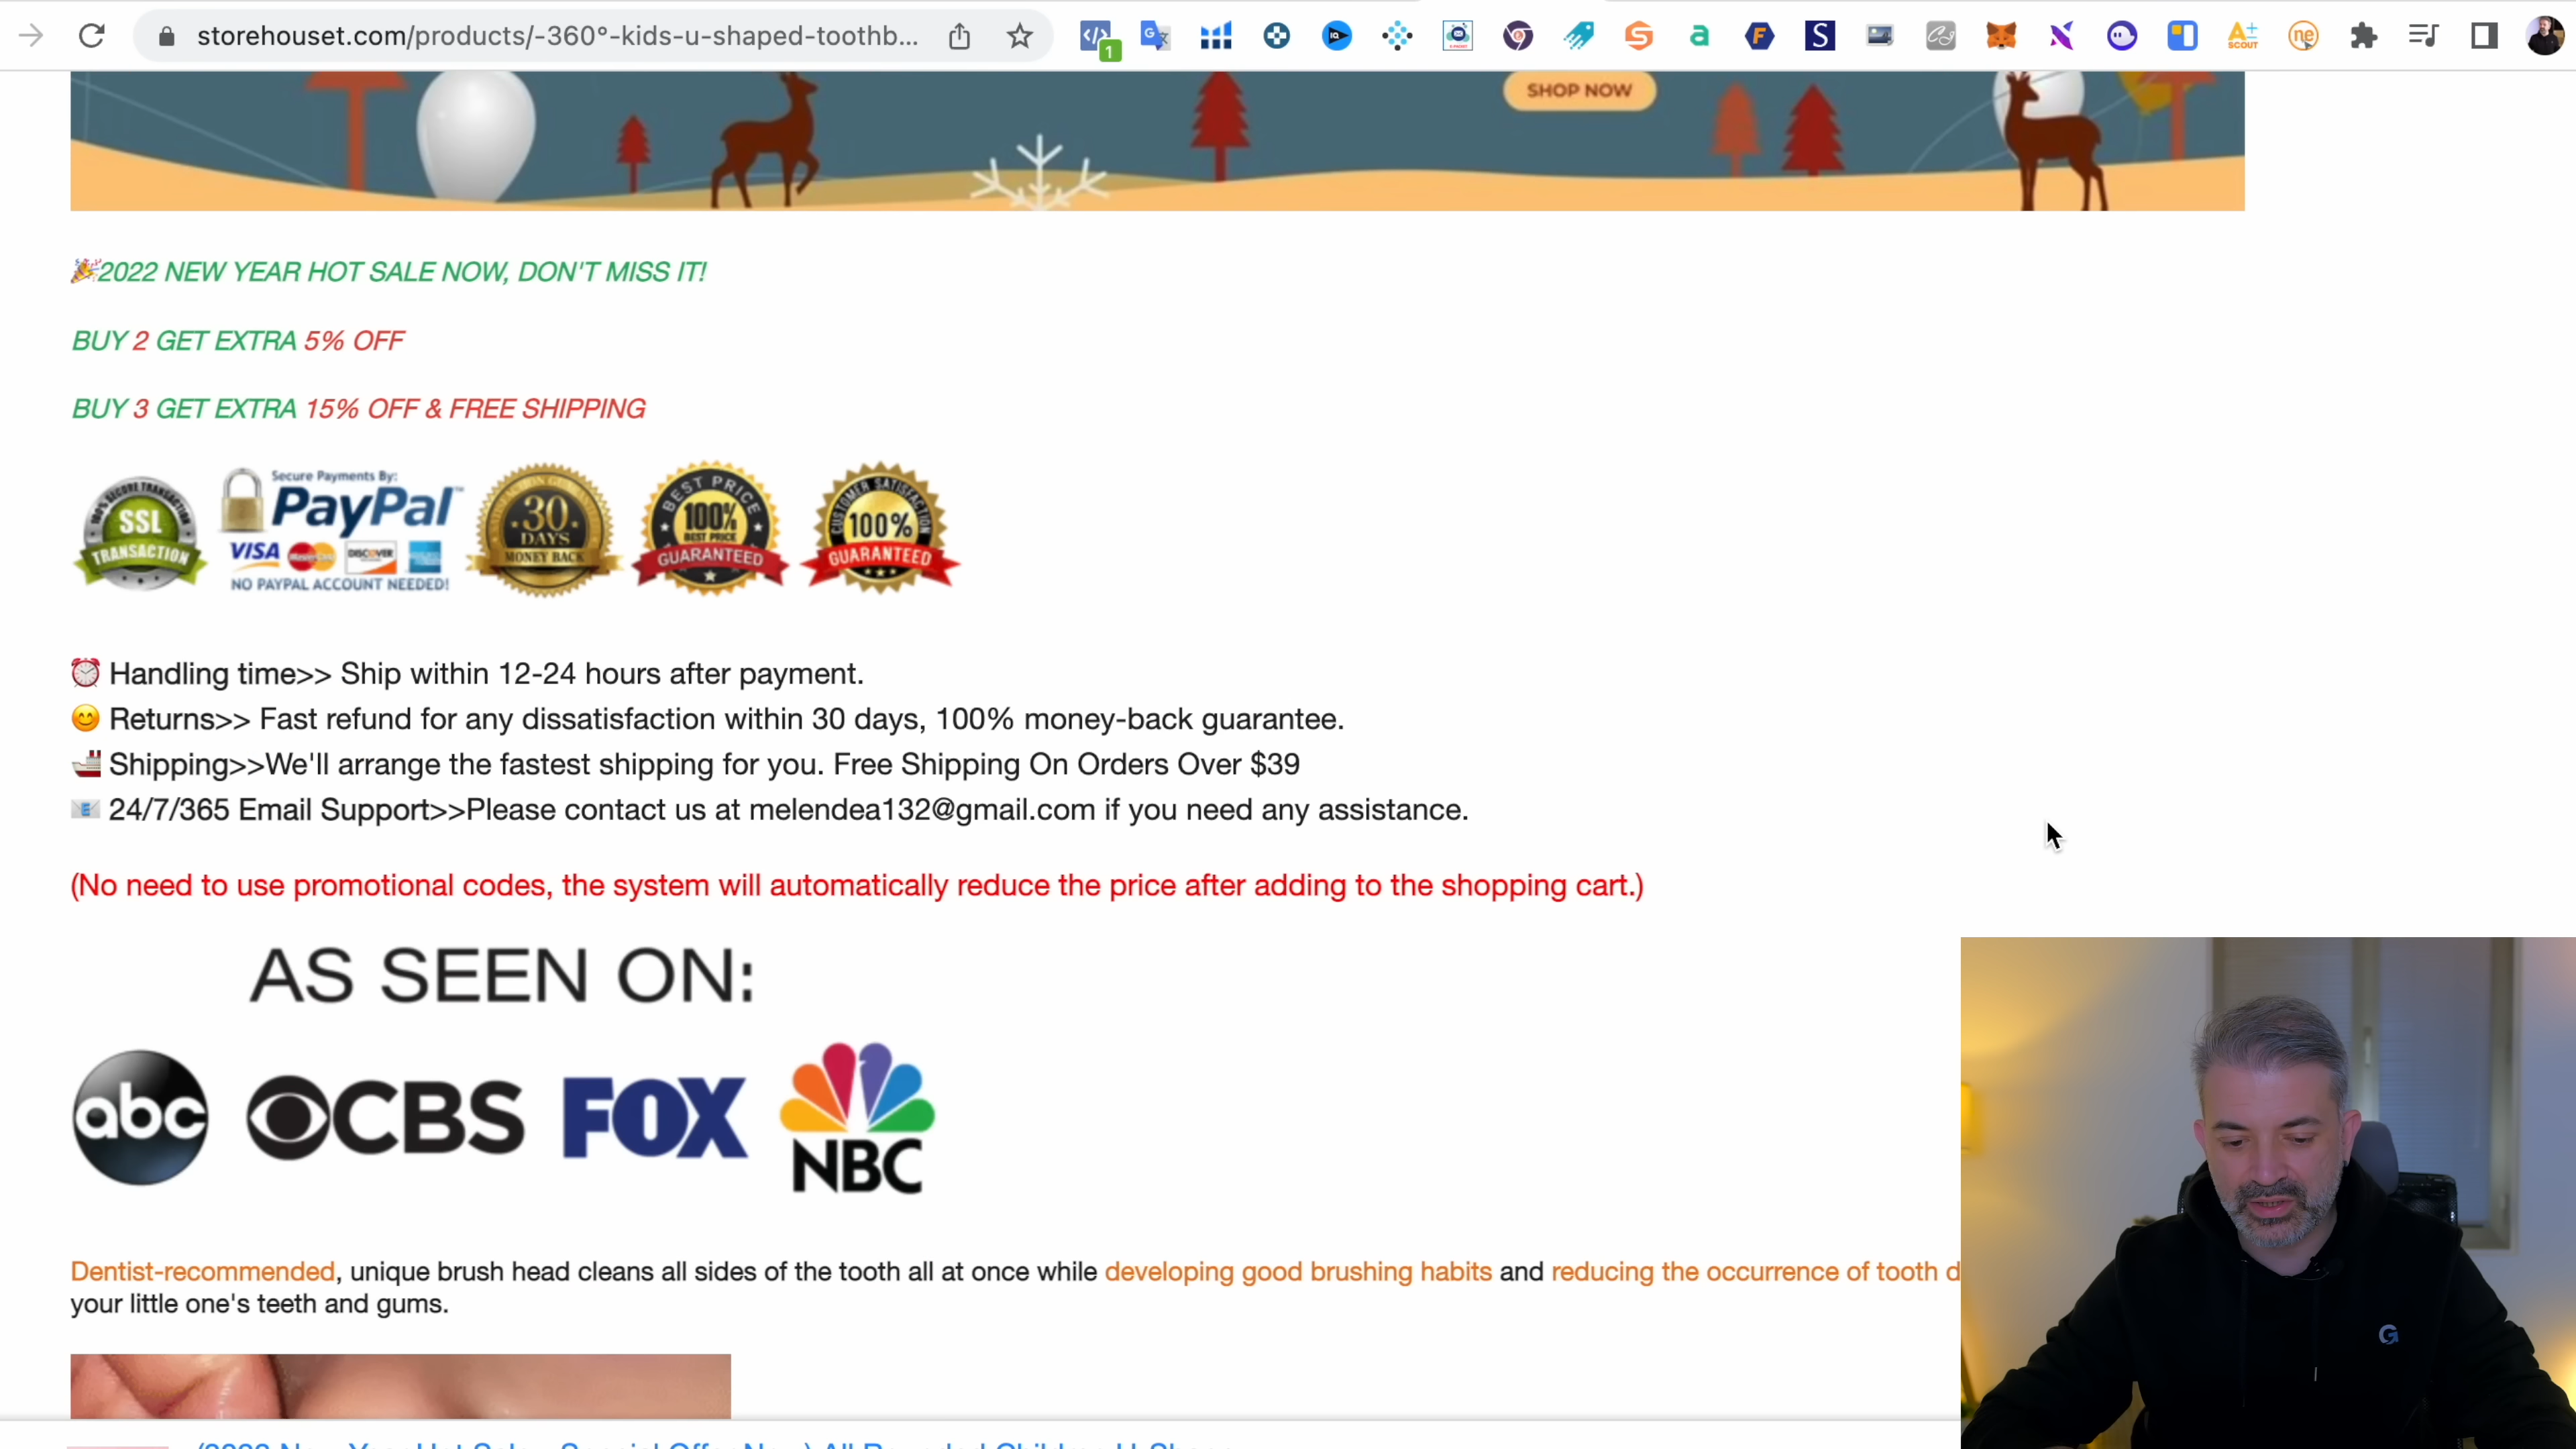 storehouset.com/products/-360°-kids-u-shaped-toothb...
SHOP NOW
🎉2022 NEW YEAR HOT SALE NOW, DON'T MISS IT!
BUY 2 GET EXTRA 5% OFF
BUY 3 GET EXTRA 15% OFF & FREE SHIPPING
100% SECURE TRANSACTION
SSL
TRANSACTION
Secure Payments By:
PayPal™
VISA MasterCard DISCOVER
NO PAYPAL ACCOUNT NEEDED!
30
DAYS
MONEY BACK
BEST PRICE
100%
BEST PRICE
GUARANTEED
CUSTOMER SATISFACTION
100%
GUARANTEED
⏰ Handling time>> Ship within 12-24 hours after payment.
😊 Returns>> Fast refund for any dissatisfaction within 30 days, 100% money-back guarantee.
🚢 Shipping>>We'll arrange the fastest shipping for you. Free Shipping On Orders Over $39
📧 24/7/365 Email Support>>Please contact us at melendea132@gmail.com if you need any assistance.
(No need to use promotional codes, the system will automatically reduce the price after adding to the shopping cart.)
AS SEEN ON:
abc CBS FOX NBC
Dentist-recommended, unique brush head cleans all sides of the tooth all at once while developing good brushing habits and reducing the occurrence of tooth d
your little one's teeth and gums.